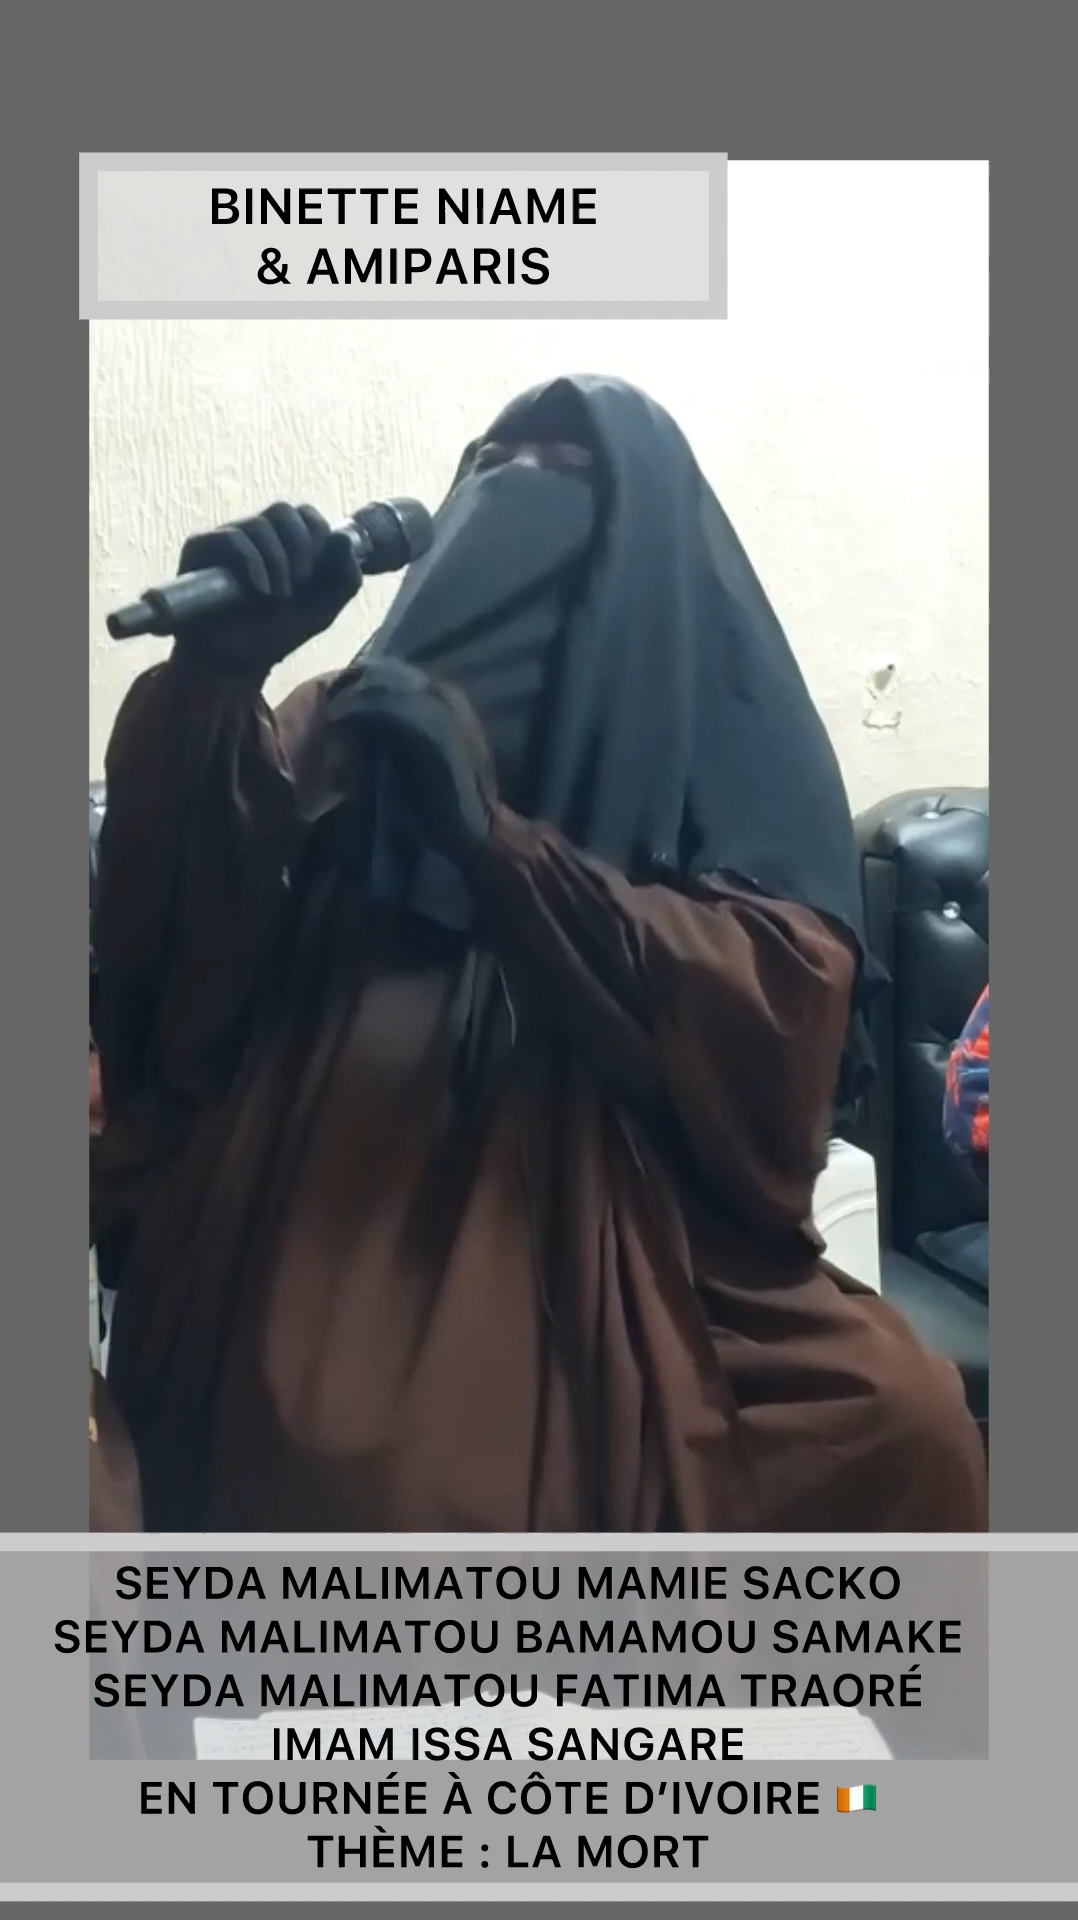 BINETTE NIAME
& AMIPARIS
SEYDA MALIMATOU MAMIE SACKO
SEYDA MALIMATOU BAMAMOU SAMAKE
SEYDA MALIMATOU FATIMA TRAORÉ
IMAM ISSA SANGARE
EN TOURNÉE À CÔTE D’IVOIRE 🇨🇮
THÈME : LA MORT